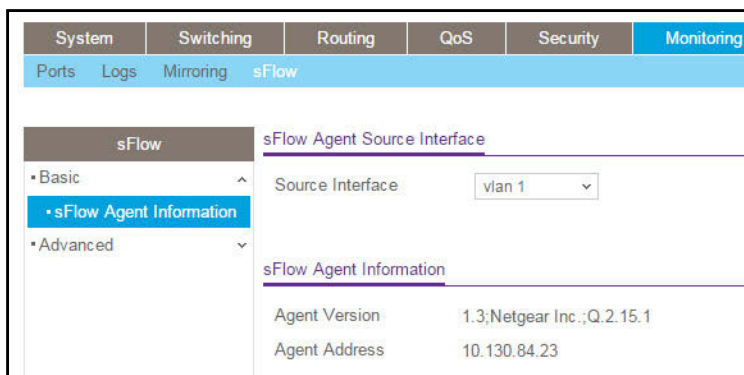 System Switching Routing QoS Security Monitoring
Ports Logs Mirroring sFlow
sFlow
Basic
sFlow Agent Information
Advanced
sFlow Agent Source Interface
Source Interface vlan 1
sFlow Agent Information
Agent Version 1.3;Netgear Inc.;Q.2.15.1
Agent Address 10.130.84.23